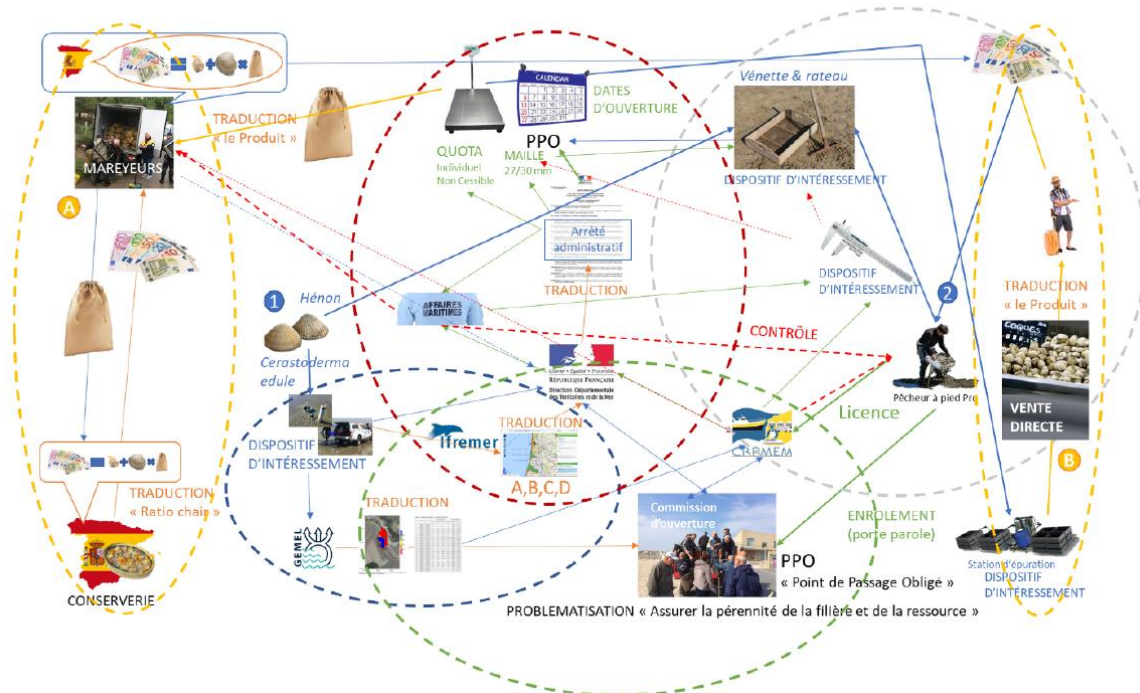 MAREYEURS
A
TRADUCTION
« le Produit »
CALENDAR
DATES
D'OUVERTURE
PPO
QUOTA
Individuel
Non Cessible
MAILLE
27/30 mm
Vénette & rateau
DISPOSITIF D'INTÉRESSEMENT
Arrêté
administratif
TRADUCTION
DISPOSITIF
D'INTÉRESSEMENT
1
Hénon
AFFAIRES
MARITIMES
CONTRÔLE
2
TRADUCTION
« le Produit »
COQUES
VENTE
DIRECTE
B
Cerastoderma
edule
Liberté • Égalité • Fraternité
RÉPUBLIQUE FRANÇAISE
Direction Départementale
des Territoires et de la Mer
Pêcheur à pied Pro
Licence
DISPOSITIF
D'INTÉRESSEMENT
Ifremer
TRADUCTION
A,B,C,D
CRPMEM
TRADUCTION
« Ratio chair »
TRADUCTION
GEMEL
Commission
d'ouverture
ENROLEMENT
(porte parole)
PPO
« Point de Passage Obligé »
Station d'épuration
DISPOSITIF
D'INTÉRESSEMENT
CONSERVERIE
PROBLEMATISATION « Assurer la pérennité de la filière et de la ressource »